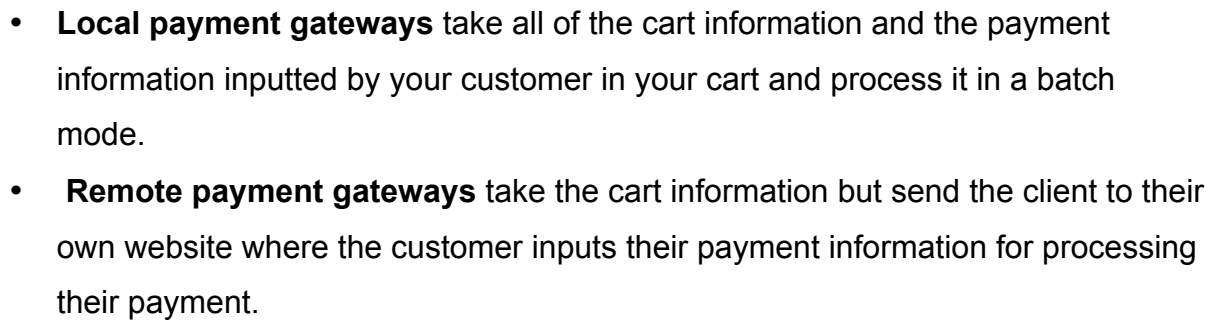 • Local payment gateways take all of the cart information and the payment
information inputted by your customer in your cart and process it in a batch
mode.
• Remote payment gateways take the cart information but send the client to their
own website where the customer inputs their payment information for processing
their payment.